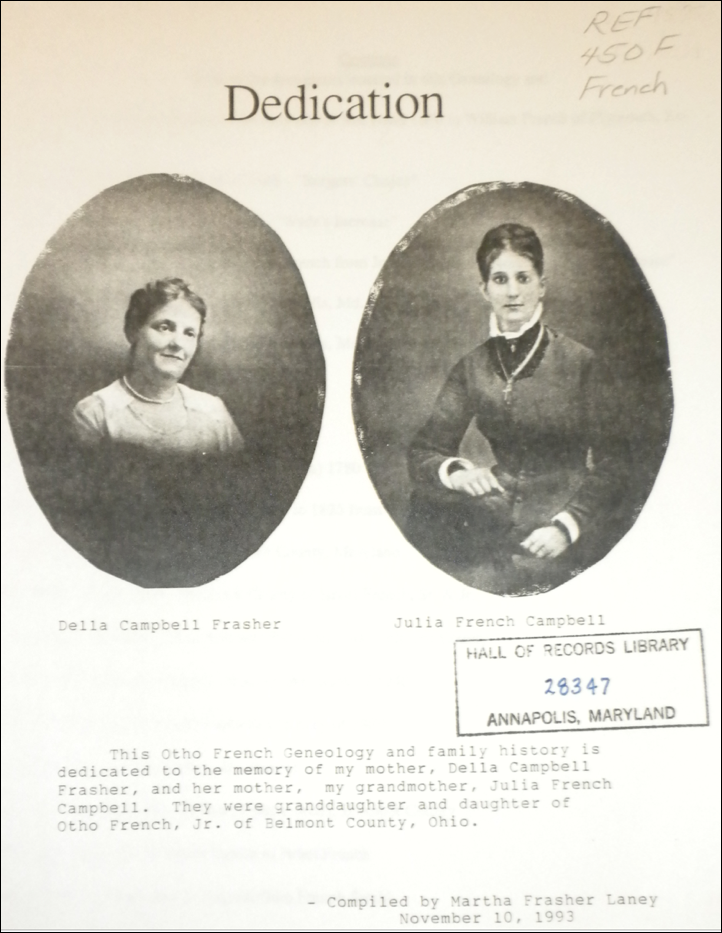 REF
450 F
French
Dedication
Della Campbell Frasher
Julia French Campbell
HALL OF RECORDS LIBRARY
28347
ANNAPOLIS, MARYLAND
This Otho French Geneology and family history is
dedicated to the memory of my mother, Della Campbell
Frasher, and her mother, my grandmother, Julia French
Campbell. They were granddaughter and daughter of
Otho French, Jr. of Belmont County, Ohio.
- Compiled by Martha Frasher Laney
November 10, 1993